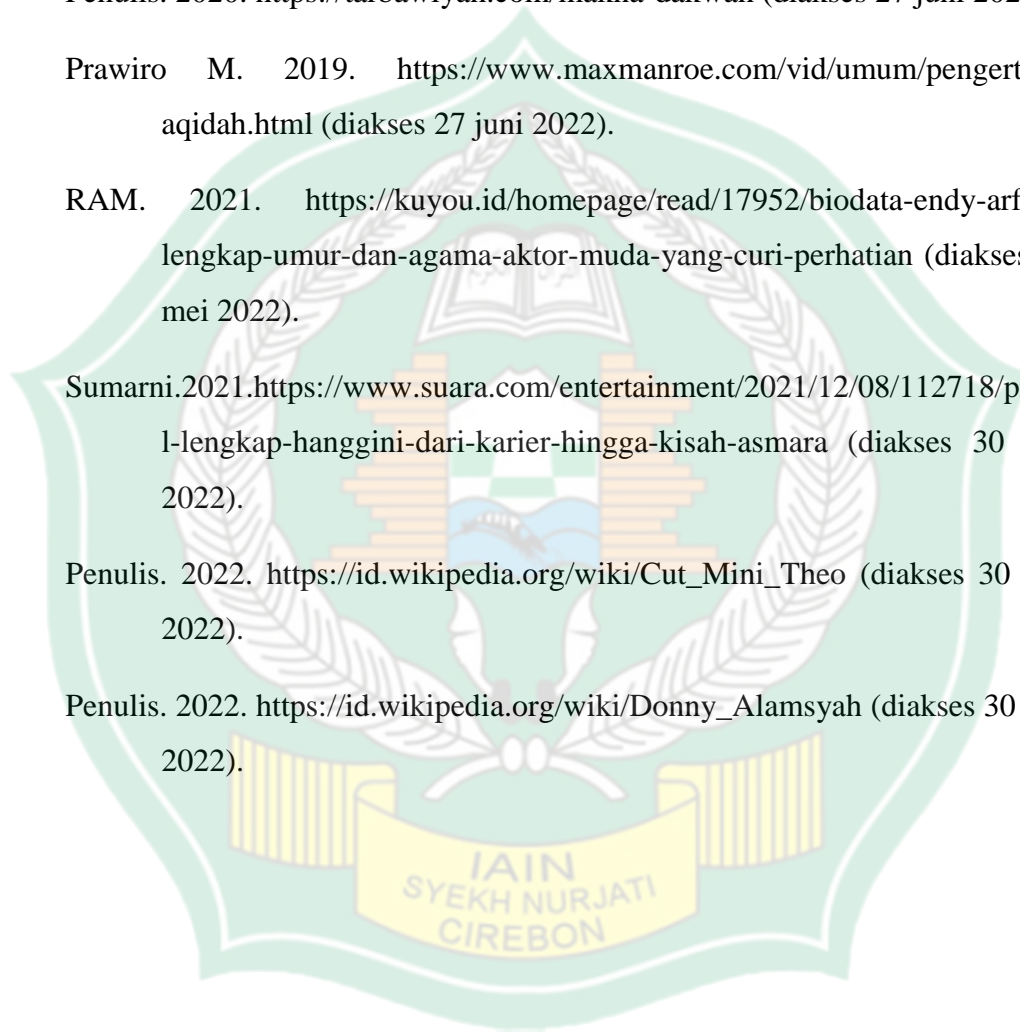 Prawiro M. 2019. https://www.maxmanroe.com/vid/umum/pengert
aqidah.html (diakses 27 juni 2022).
RAM. 2021. https://kuyou.id/homepage/read/17952/biodata-endy-arf
lengkap-umur-dan-agama-aktor-muda-yang-curi-perhatian (diakses
mei 2022).
Sumarni.2021.https://www.suara.com/entertainment/2021/12/08/112718/p
l-lengkap-hanggini-dari-karier-hingga-kisah-asmara (diakses 30
2022).
Penulis. 2022. https://id.wikipedia.org/wiki/Cut_Mini_Theo (diakses 30
2022).
Penulis. 2022. https://id.wikipedia.org/wiki/Donny_Alamsyah (diakses 30
2022).
IAIN
SYEKH NURJATI
CIREBON